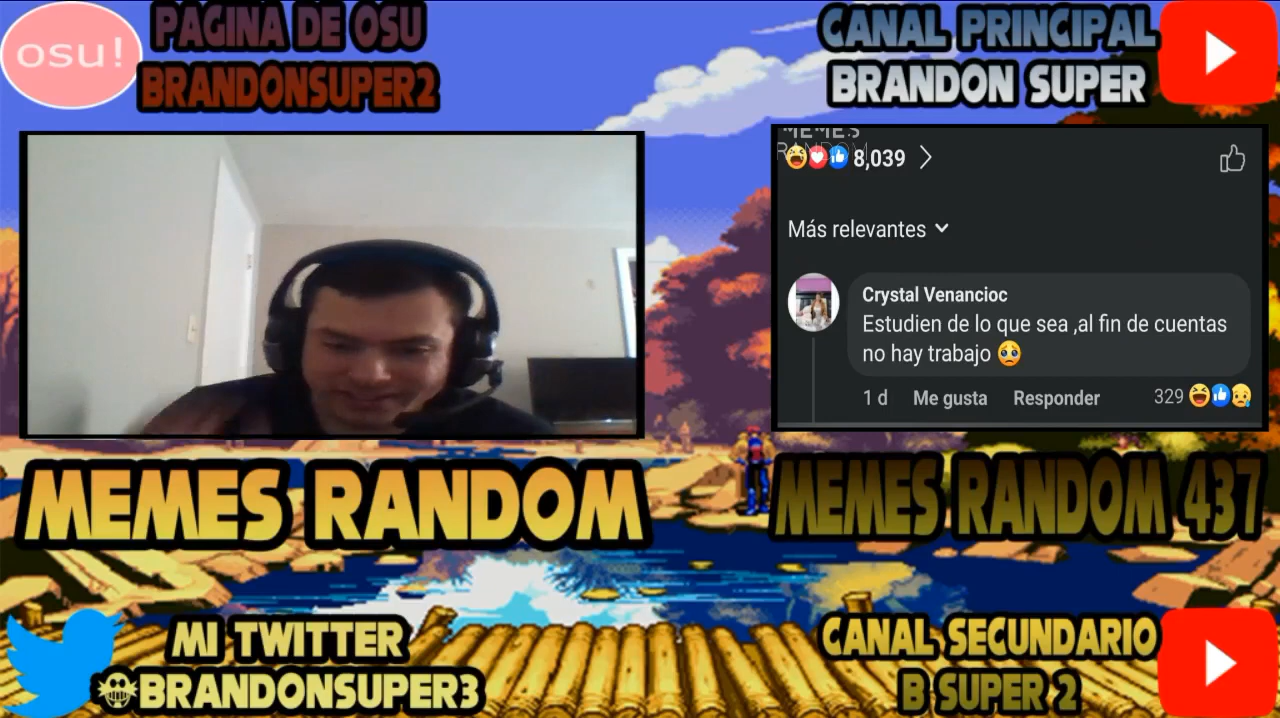 osu!
PAGINA DE OSU
BRANDONSUPER2
CANAL PRINCIPAL
BRANDON SUPER
MEMES
RANDOM
8,039
Más relevantes
Crystal Venancioc
Estudien de lo que sea ,al fin de cuentas
no hay trabajo 😥
1 d Me gusta Responder 329
MEMES RANDOM
MEMES RANDOM 437
MI TWITTER
@BRANDONSUPER3
CANAL SECUNDARIO
B SUPER 2